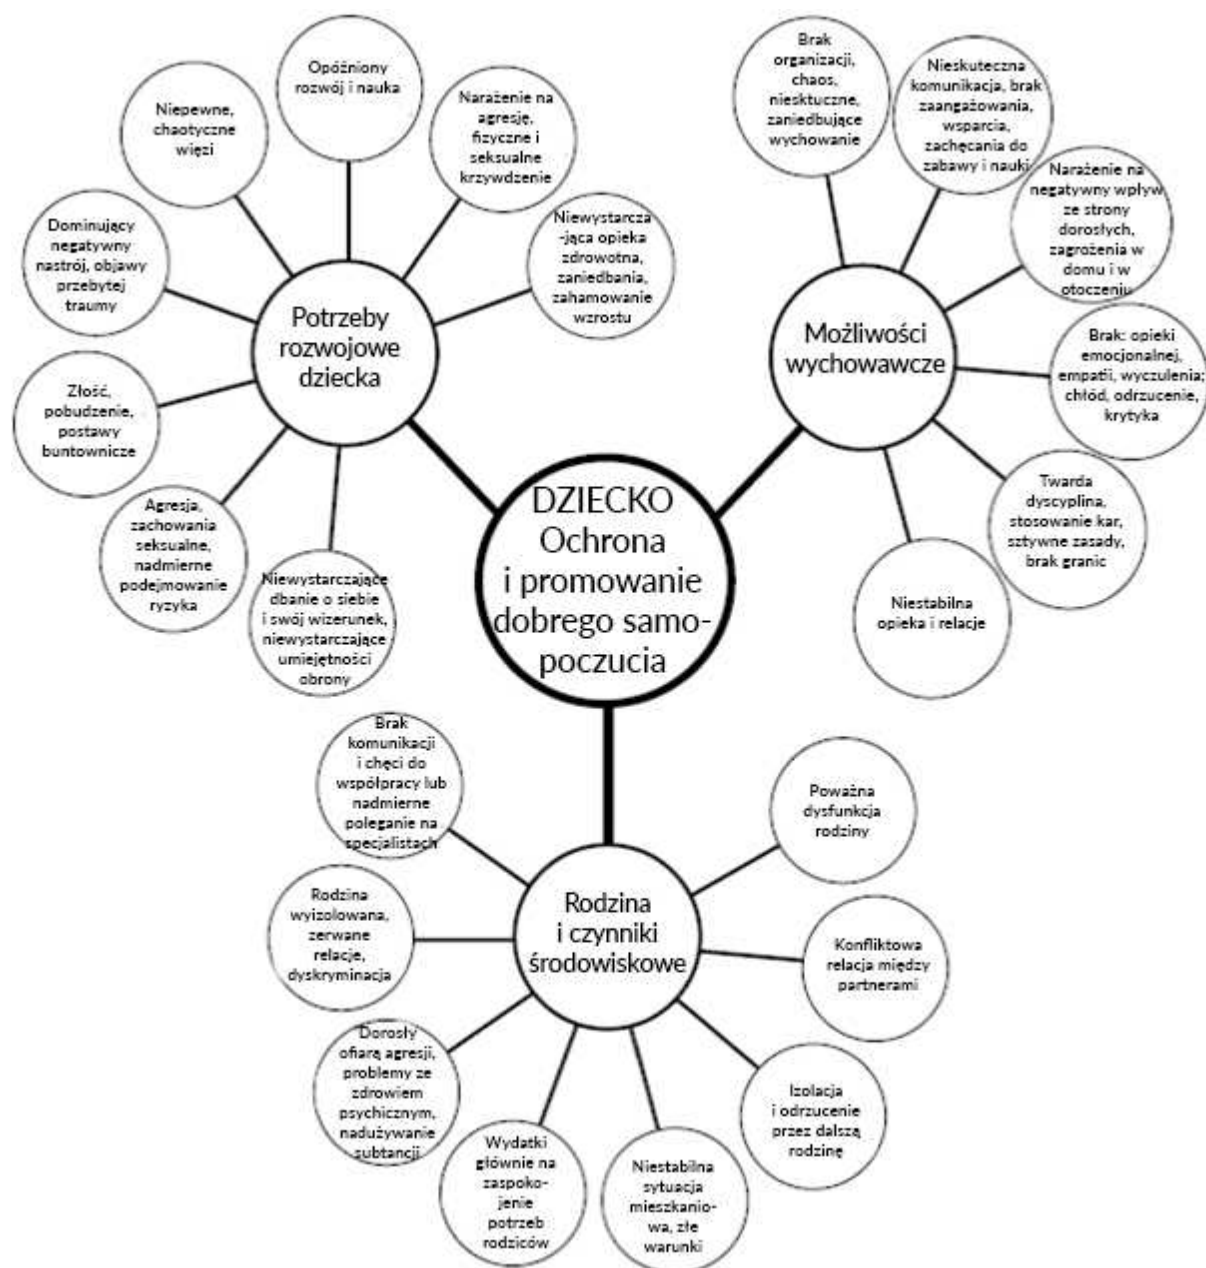 Opóźniony
rozwój i nauka
Niepewne,
chaotyczne
więzi
Narażenie na
agresję,
fizyczne i
seksualne
krzywdzenie
Dominujący
negatywny
nastrój, objawy
przebytej
traumy
Niewystarcza
-jąca opieka
zdrowotna,
zaniedbania,
zahamowanie
wzrostu
Potrzeby
rozwojowe
dziecka
Złość,
pobudzenie,
postawy
buntownicze
Agresja,
zachowania
seksualne,
nadmierne
podejmowanie
ryzyka
Niewystarczające
dbanie o siebie
i swój wizerunek,
niewystarczające
umiejętności
obrony
Brak
organizacji,
chaos,
niesktuczne,
zaniedbujące
wychowanie
Nieskuteczna
komunikacja, brak
zaangażowania,
wsparcia,
zachęcania do
zabawy i nauki
Narażenie na
negatywny wpływ
ze strony
dorosłych,
zagrożenia w
domu i w
otoczeniu
Możliwości
wychowawcze
Brak: opieki
emocjonalnej,
empatii, wyczulenia;
chłód, odrzucenie,
krytyka
Twarda
dyscyplina,
stosowanie kar,
sztywne zasady,
brak granic
Niestabilna
opieka i relacje
DZIECKO
Ochrona
i promowanie
dobrego samo-
poczucia
Brak
komunikacji
i chęci do
współpracy lub
nadmierne
poleganie na
specjalistach
Poważna
dysfunkcja
rodziny
Rodzina
wyizolowana,
zerwane
relacje,
dyskryminacja
Rodzina
i czynniki
środowiskowe
Konfliktowa
relacja między
partnerami
Dorosły
ofiarą agresji,
problemy ze
zdrowiem
psychicznym,
nadużywanie
subtancji
Izolacja
i odrzucenie
przez dalszą
rodzinę
Wydatki
głównie na
zaspoko-
jenie
potrzeb
rodziców
Niestabilna
sytuacja
mieszkanio-
wa, złe
warunki